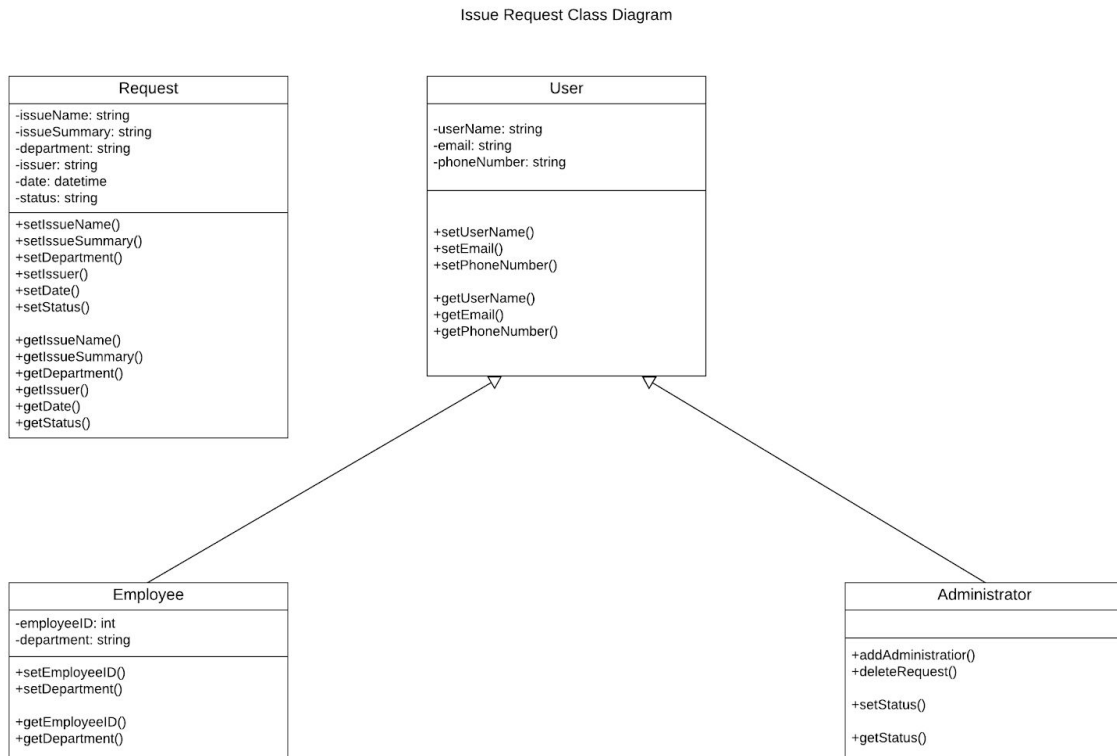 Issue Request Class Diagram
Request
-issueName: string
-issueSummary: string
-department: string
-issuer: string
-date: datetime
-status: string
+setIssueName()
+setIssueSummary()
+setDepartment()
+setIssuer()
+setDate()
+setStatus()
+getIssueName()
+getIssueSummary()
+getDepartment()
+getIssuer()
+getDate()
+getStatus()
User
-userName: string
-email: string
-phoneNumber: string
+setUserName()
+setEmail()
+setPhoneNumber()
+getUserName()
+getEmail()
+getPhoneNumber()
Employee
-employeeID: int
-department: string
+setEmployeeID()
+setDepartment()
+getEmployeeID()
+getDepartment()
Administrator
+addAdministratior()
+deleteRequest()
+setStatus()
+getStatus()